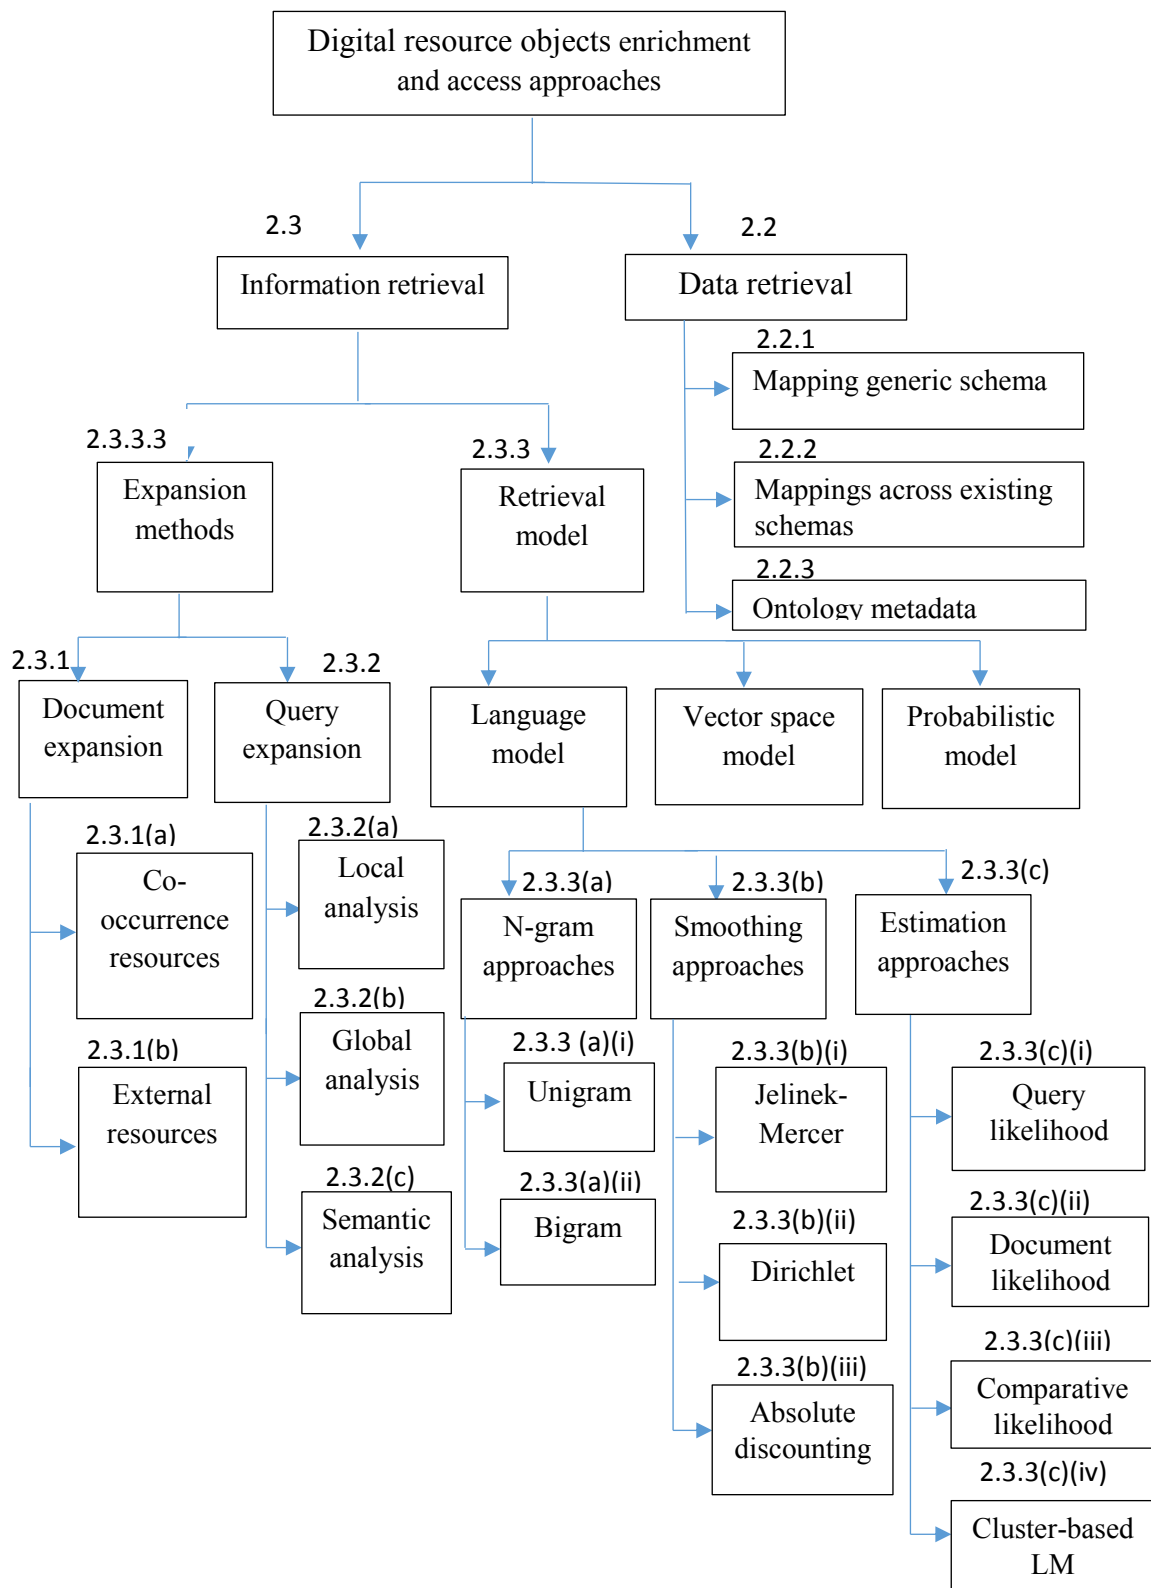 Digital resource objects enrichment
and access approaches
2.3
2.2
Information retrieval
Data retrieval
2.2.1
Mapping generic schema
2.2.2
Mappings across existing
schemas
2.2.3
Ontology metadata
2.3.3.3
Expansion
methods
2.3.3
Retrieval
model
2.3.1
Document
expansion
2.3.2
Query
expansion
Language
model
Vector space
model
Probabilistic
model
2.3.1(a)
Co-
occurrence
resources
2.3.1(b)
External
resources
2.3.2(a)
Local
analysis
2.3.2(b)
Global
analysis
2.3.2(c)
Semantic
analysis
2.3.3(a)
N-gram
approaches
2.3.3 (a)(i)
Unigram
2.3.3(a)(ii)
Bigram
2.3.3(b)
Smoothing
approaches
2.3.3(b)(i)
Jelinek-
Mercer
2.3.3(b)(ii)
Dirichlet
2.3.3(b)(iii)
Absolute
discounting
2.3.3(c)
Estimation
approaches
2.3.3(c)(i)
Query
likelihood
2.3.3(c)(ii)
Document
likelihood
2.3.3(c)(iii)
Comparative
likelihood
2.3.3(c)(iv)
Cluster-based
LM